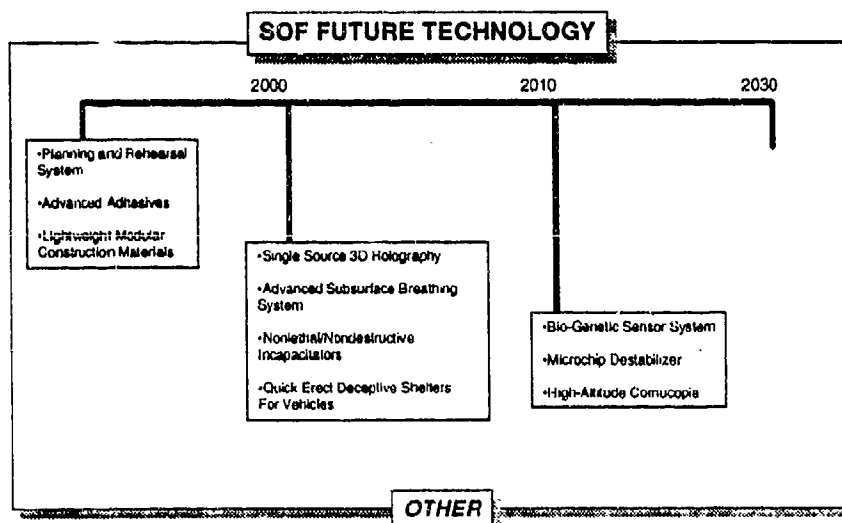 SOF FUTURE TECHNOLOGY
2000
2010
2030
•Planning and Rehearsal
System
•Advanced Adhesives
•Lightweight Modular
Construction Materials
•Single Source 3D Holography
•Advanced Subsurface Breathing
System
•Nonlethal/Nondestructive
Incapacitators
•Quick Erect Deceptive Shelters
For Vehicles
•Bio-Genetic Sensor System
•Microchip Destabilizer
•High-Altitude Cornucopia
OTHER